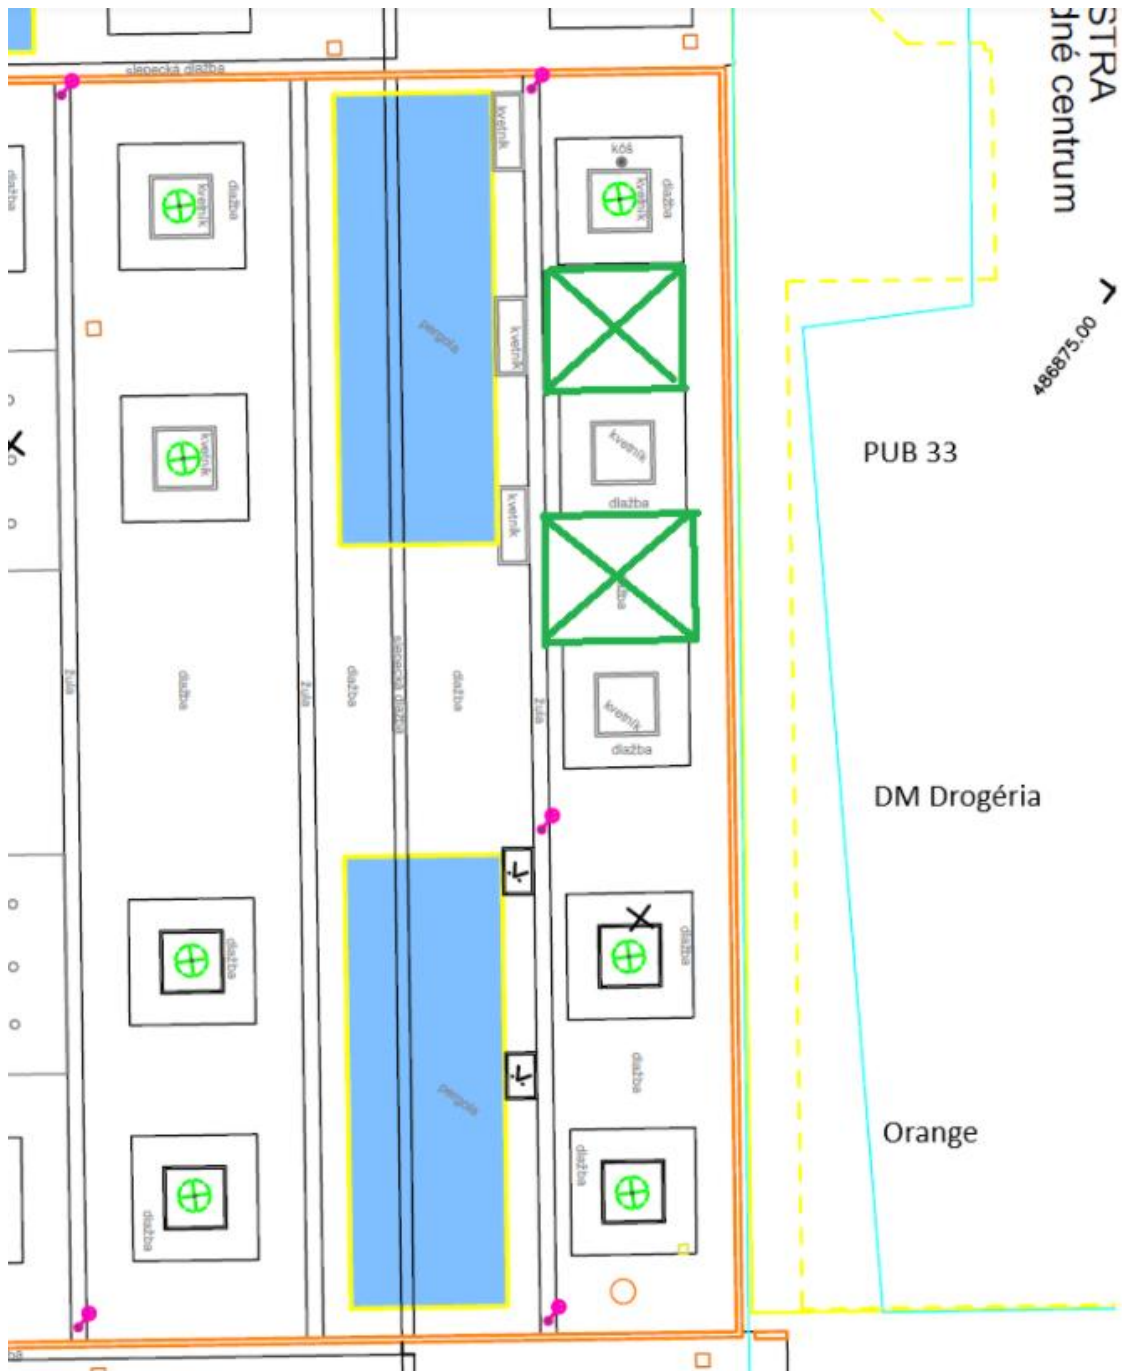 STRA
dné centrum
486875.00
slepecká dlažba
kvetník
kôš
kvetník
dlažba
kvetník
dlažba
dlažba
pergola
kvetník
kvetník
PUB 33
kvetník
kvetník
dlažba
žba
žula
dlažba
žula
dlažba
slepecká dlažba
dlažba
žula
kvetník
dlažba
DM Drogéria
dlažba
dlažba
dlažba
pergola
Orange
dlažba
dlažba